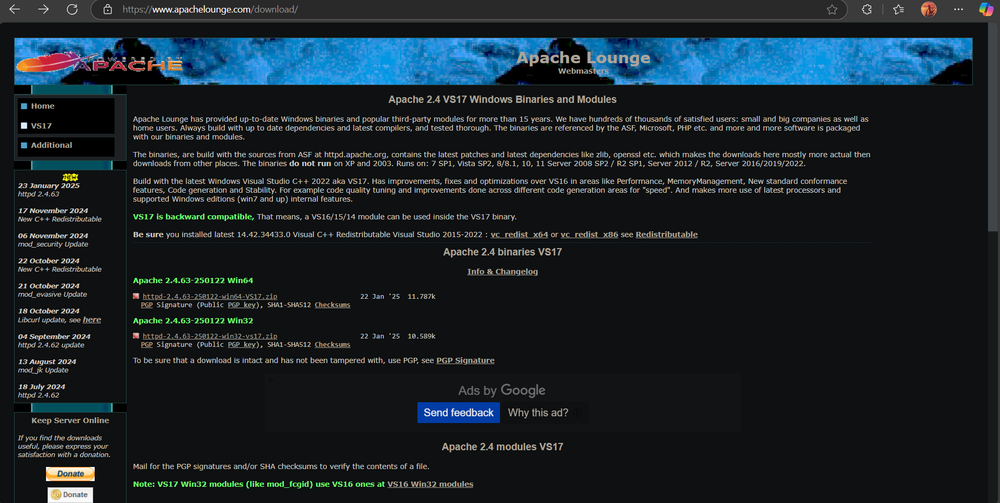 https://www.apachelounge.com/download/
APACHE
Apache Lounge
Webmasters
Home
VS17
Additional
NEW
23 January 2025
httpd 2.4.63
17 November 2024
New C++ Redistributable
06 November 2024
mod_security Update
22 October 2024
New C++ Redistributable
21 October 2024
mod_evasive Update
18 October 2024
Libcurl update, see here
04 September 2024
httpd 2.4.62 update
13 August 2024
mod_jk Update
18 July 2024
httpd 2.4.62
Keep Server Online
If you find the downloads
useful, please express your
satisfaction with a donation.
Donate
Donate
Apache 2.4 VS17 Windows Binaries and Modules
Apache Lounge has provided up-to-date Windows binaries and popular third-party modules for more than 15 years. We have hundreds of thousands of satisfied users: small and big companies as well as
home users. Always build with up to date dependencies and latest compilers, and tested thorough. The binaries are referenced by the ASF, Microsoft, PHP etc. and more and more software is packaged
with our binaries and modules.
The binaries, are build with the sources from ASF at httpd.apache.org, contains the latest patches and latest dependencies like zlib, openssl etc. which makes the downloads here mostly more actual then
downloads from other places. The binaries do not run on XP and 2003. Runs on: 7 SP1, Vista SP2, 8/8.1, 10, 11 Server 2008 SP2 / R2 SP1, Server 2012 / R2, Server 2016/2019/2022.
Build with the latest Windows Visual Studio C++ 2022 aka VS17. Has improvements, fixes and optimizations over VS16 in areas like Performance, MemoryManagement, New standard conformance
features, Code generation and Stability. For example code quality tuning and improvements done across different code generation areas for "speed". And makes more use of latest processors and
supported Windows editions (win7 and up) internal features.
VS17 is backward compatible, That means, a VS16/15/14 module can be used inside the VS17 binary.
Be sure you installed latest 14.42.34433.0 Visual C++ Redistributable Visual Studio 2015-2022 : vc_redist_x64 or vc_redist_x86 see Redistributable
Apache 2.4 binaries VS17
Info & Changelog
Apache 2.4.63-250122 Win64
httpd-2.4.63-250122-win64-VS17.zip 22 Jan '25 11.787k
PGP Signature (Public PGP key), SHA1-SHA512 Checksums
Apache 2.4.63-250122 Win32
httpd-2.4.63-250122-win32-vs17.zip 22 Jan '25 10.589k
PGP Signature (Public PGP key), SHA1-SHA512 Checksums
To be sure that a download is intact and has not been tampered with, use PGP, see PGP Signature
Ads by Google
Send feedback Why this ad?
Apache 2.4 modules VS17
Mail for the PGP signatures and/or SHA checksums to verify the contents of a file.
Note: VS17 Win32 modules (like mod_fcgid) use VS16 ones at VS16 Win32 modules